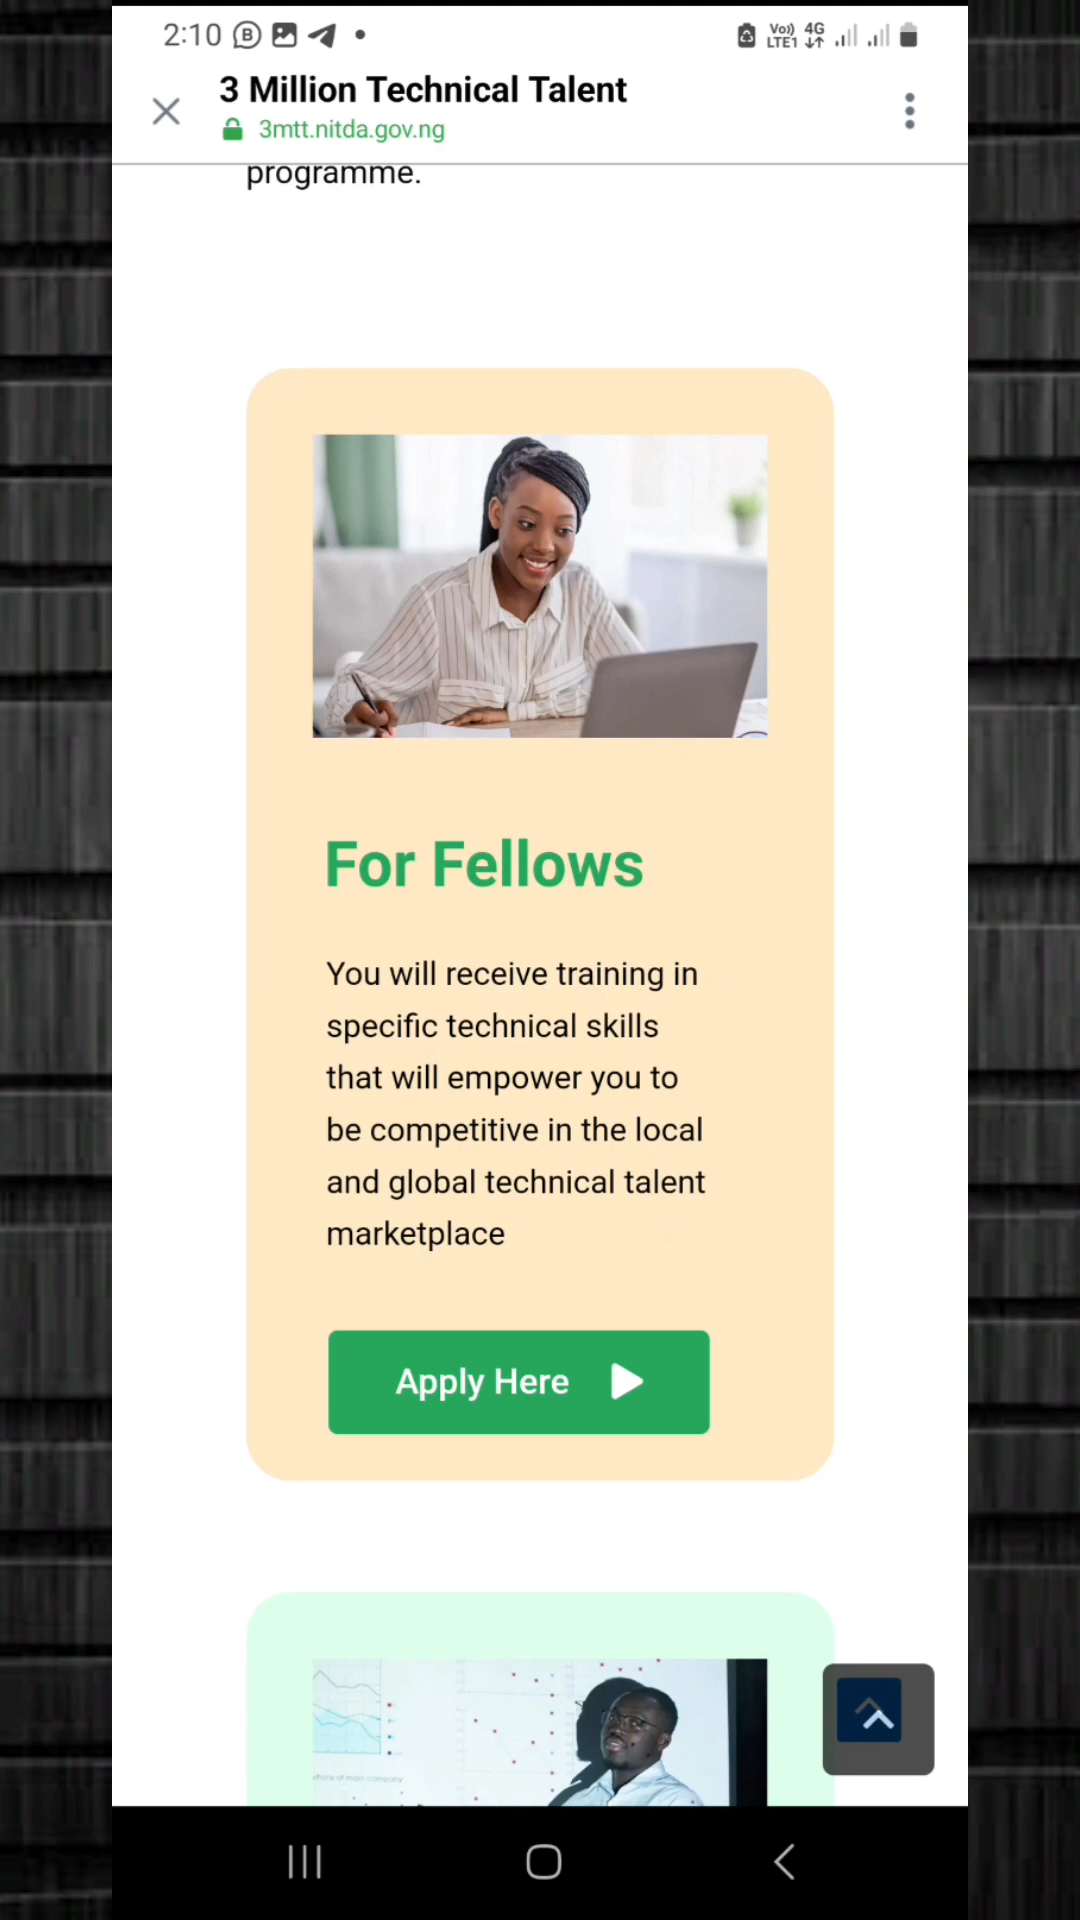 2:10
Vo))
LTE1
4G
3 Million Technical Talent
3mtt.nitda.gov.ng
programme.
For Fellows
You will receive training in
specific technical skills
that will empower you to
be competitive in the local
and global technical talent
marketplace
Apply Here